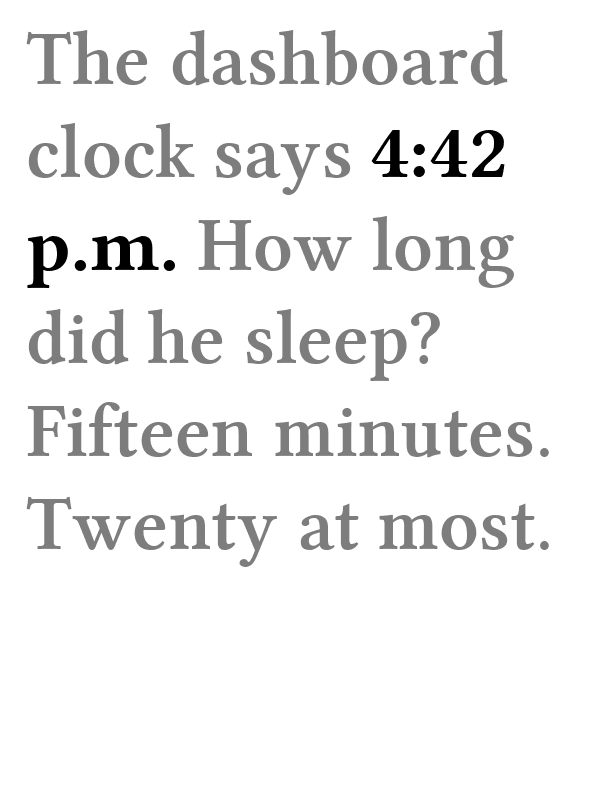 The dashboard
clock says 4:42
p.m. How long
did he sleep?
Fifteen minutes.
Twenty at most.